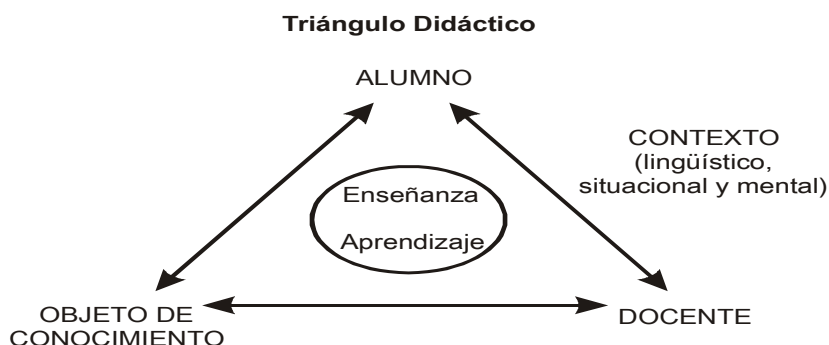 Triángulo Didáctico
ALUMNO
CONTEXTO
(lingüístico,
situacional y mental)
Enseñanza
Aprendizaje
OBJETO DE
CONOCIMIENTO
DOCENTE